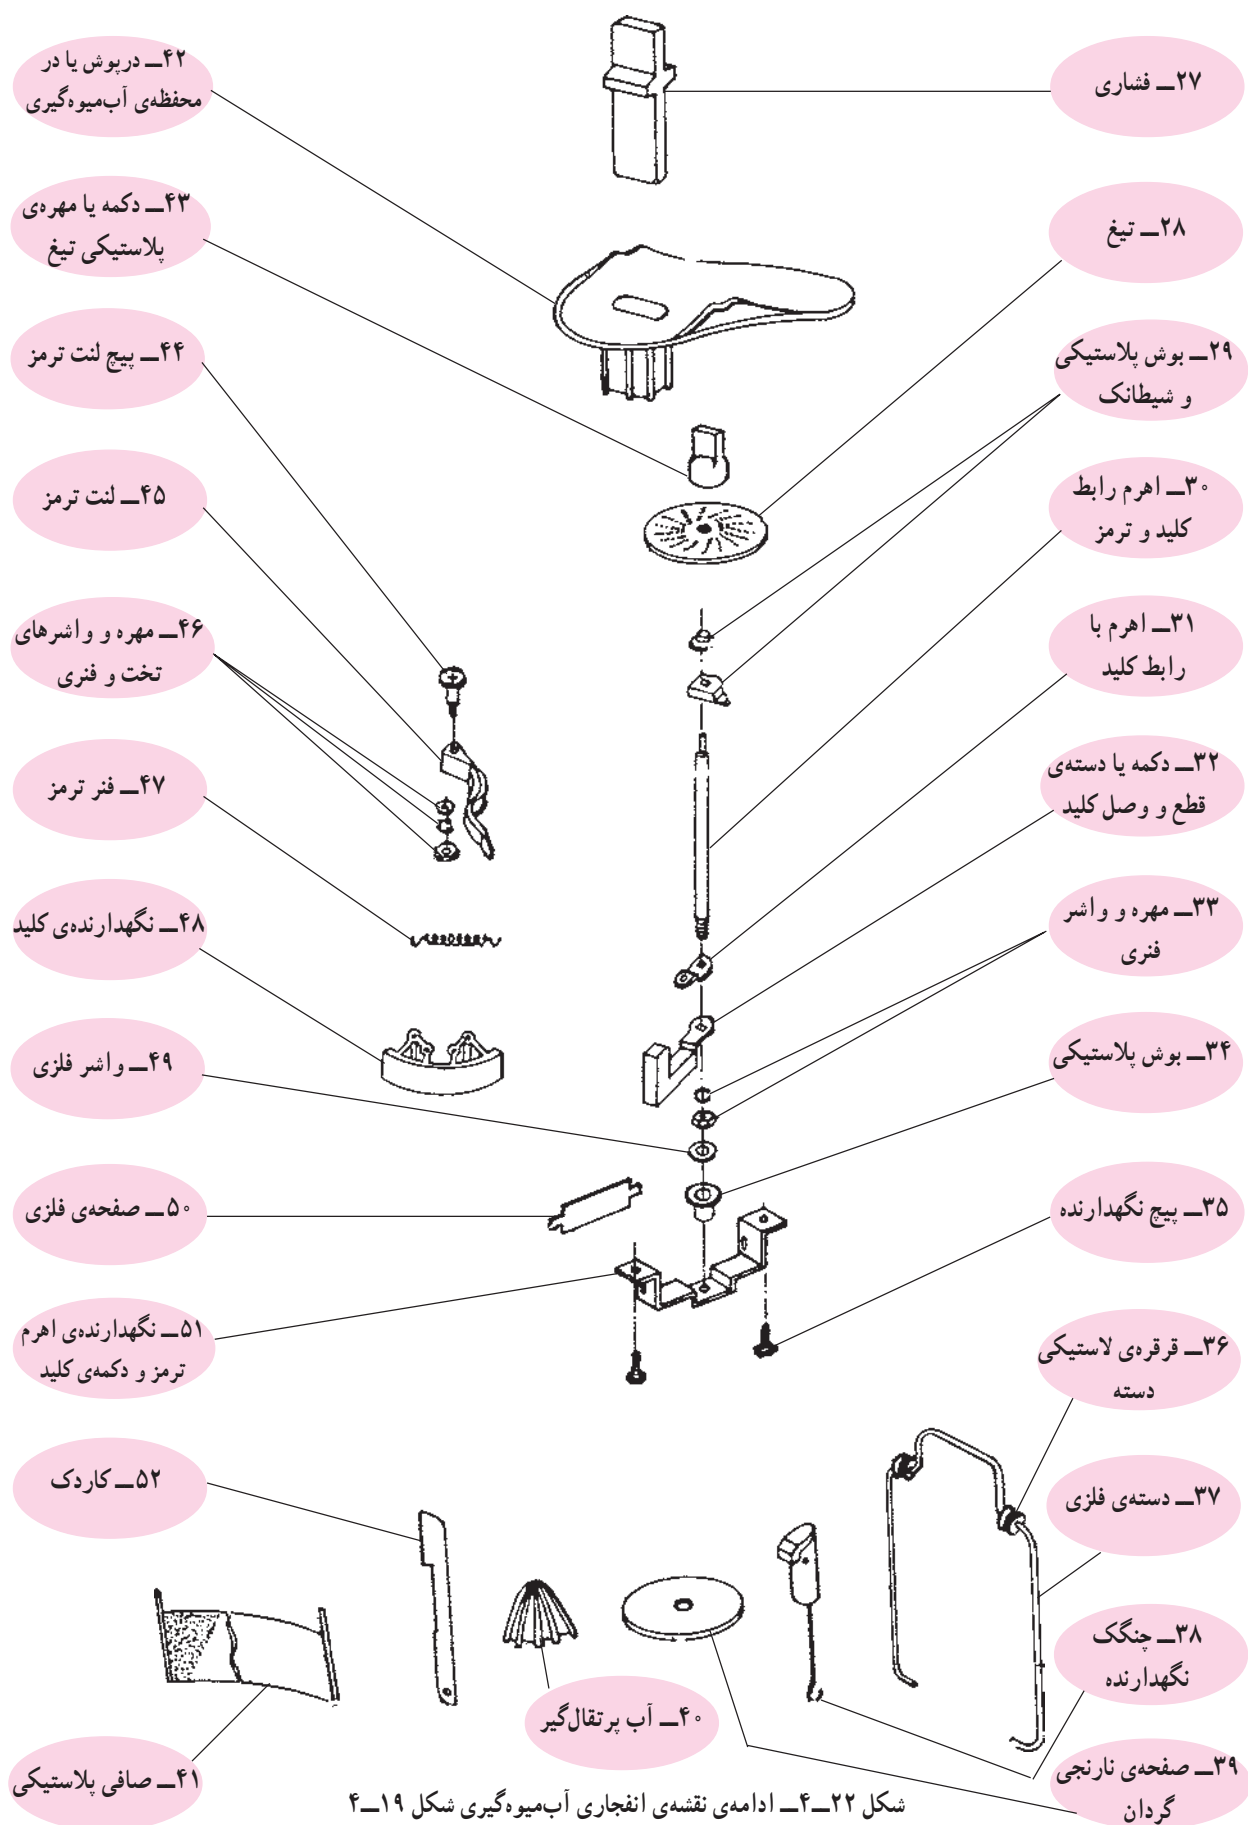 ۲۷ــ فشاری
۲۸ــ تیغ
۲۹ــ بوش پلاستیکی
و شیطانک
۳۰ــ اهرم رابط
کلید و ترمز
۳۱ــ اهرم با
رابط کلید
۳۲ــ دکمه یا دسته‌ی
قطع و وصل کلید
۳۳ــ مهره و واشر
فنری
۳۴ــ بوش پلاستیکی
۳۵ــ پیچ نگهدارنده
۳۶ــ قرقره‌ی لاستیکی
دسته
۳۷ــ دسته‌ی فلزی
۳۸ــ چنگک
نگهدارنده
۳۹ــ صفحه‌ی نارنجی
گردان
۴۰ــ آب پرتقال‌گیر
۴۱ــ صافی پلاستیکی
۴۲ــ درپوش یا در
محفظه‌ی آب‌میوه‌گیری
۴۳ــ دکمه یا مهره‌ی
پلاستیکی تیغ
۴۴ــ پیچ لنت ترمز
۴۵ــ لنت ترمز
۴۶ــ مهره و واشرهای
تخت و فنری
۴۷ــ فنر ترمز
۴۸ــ نگهدارنده‌ی کلید
۴۹ــ واشر فلزی
۵۰ــ صفحه‌ی فلزی
۵۱ــ نگهدارنده‌ی اهرم
ترمز و دکمه‌ی کلید
۵۲ــ کاردک
شکل ۲۲ــ۴ــ ادامه‌ی نقشه‌ی انفجاری آب‌میوه‌گیری شکل ۱۹ــ۴